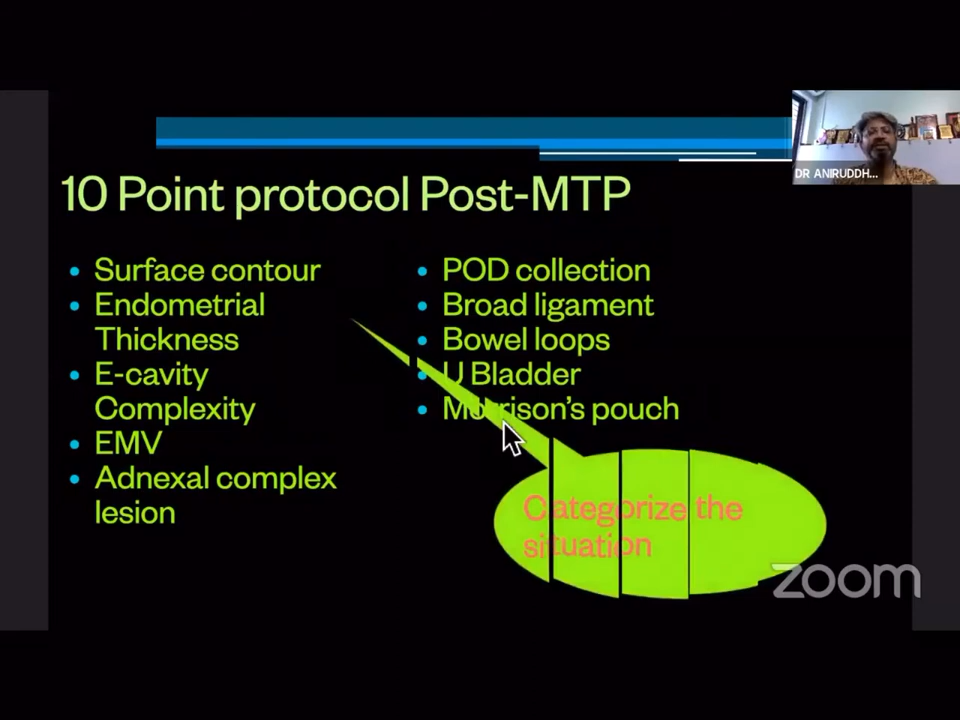 DR ANIRUDDH...
10 Point protocol Post-MTP
Surface contour
Endometrial
Thickness
E-cavity
Complexity
EMV
Adnexal complex
lesion
POD collection
Broad ligament
Bowel loops
U Bladder
Morrison's pouch
Categorize the
situation
zoom